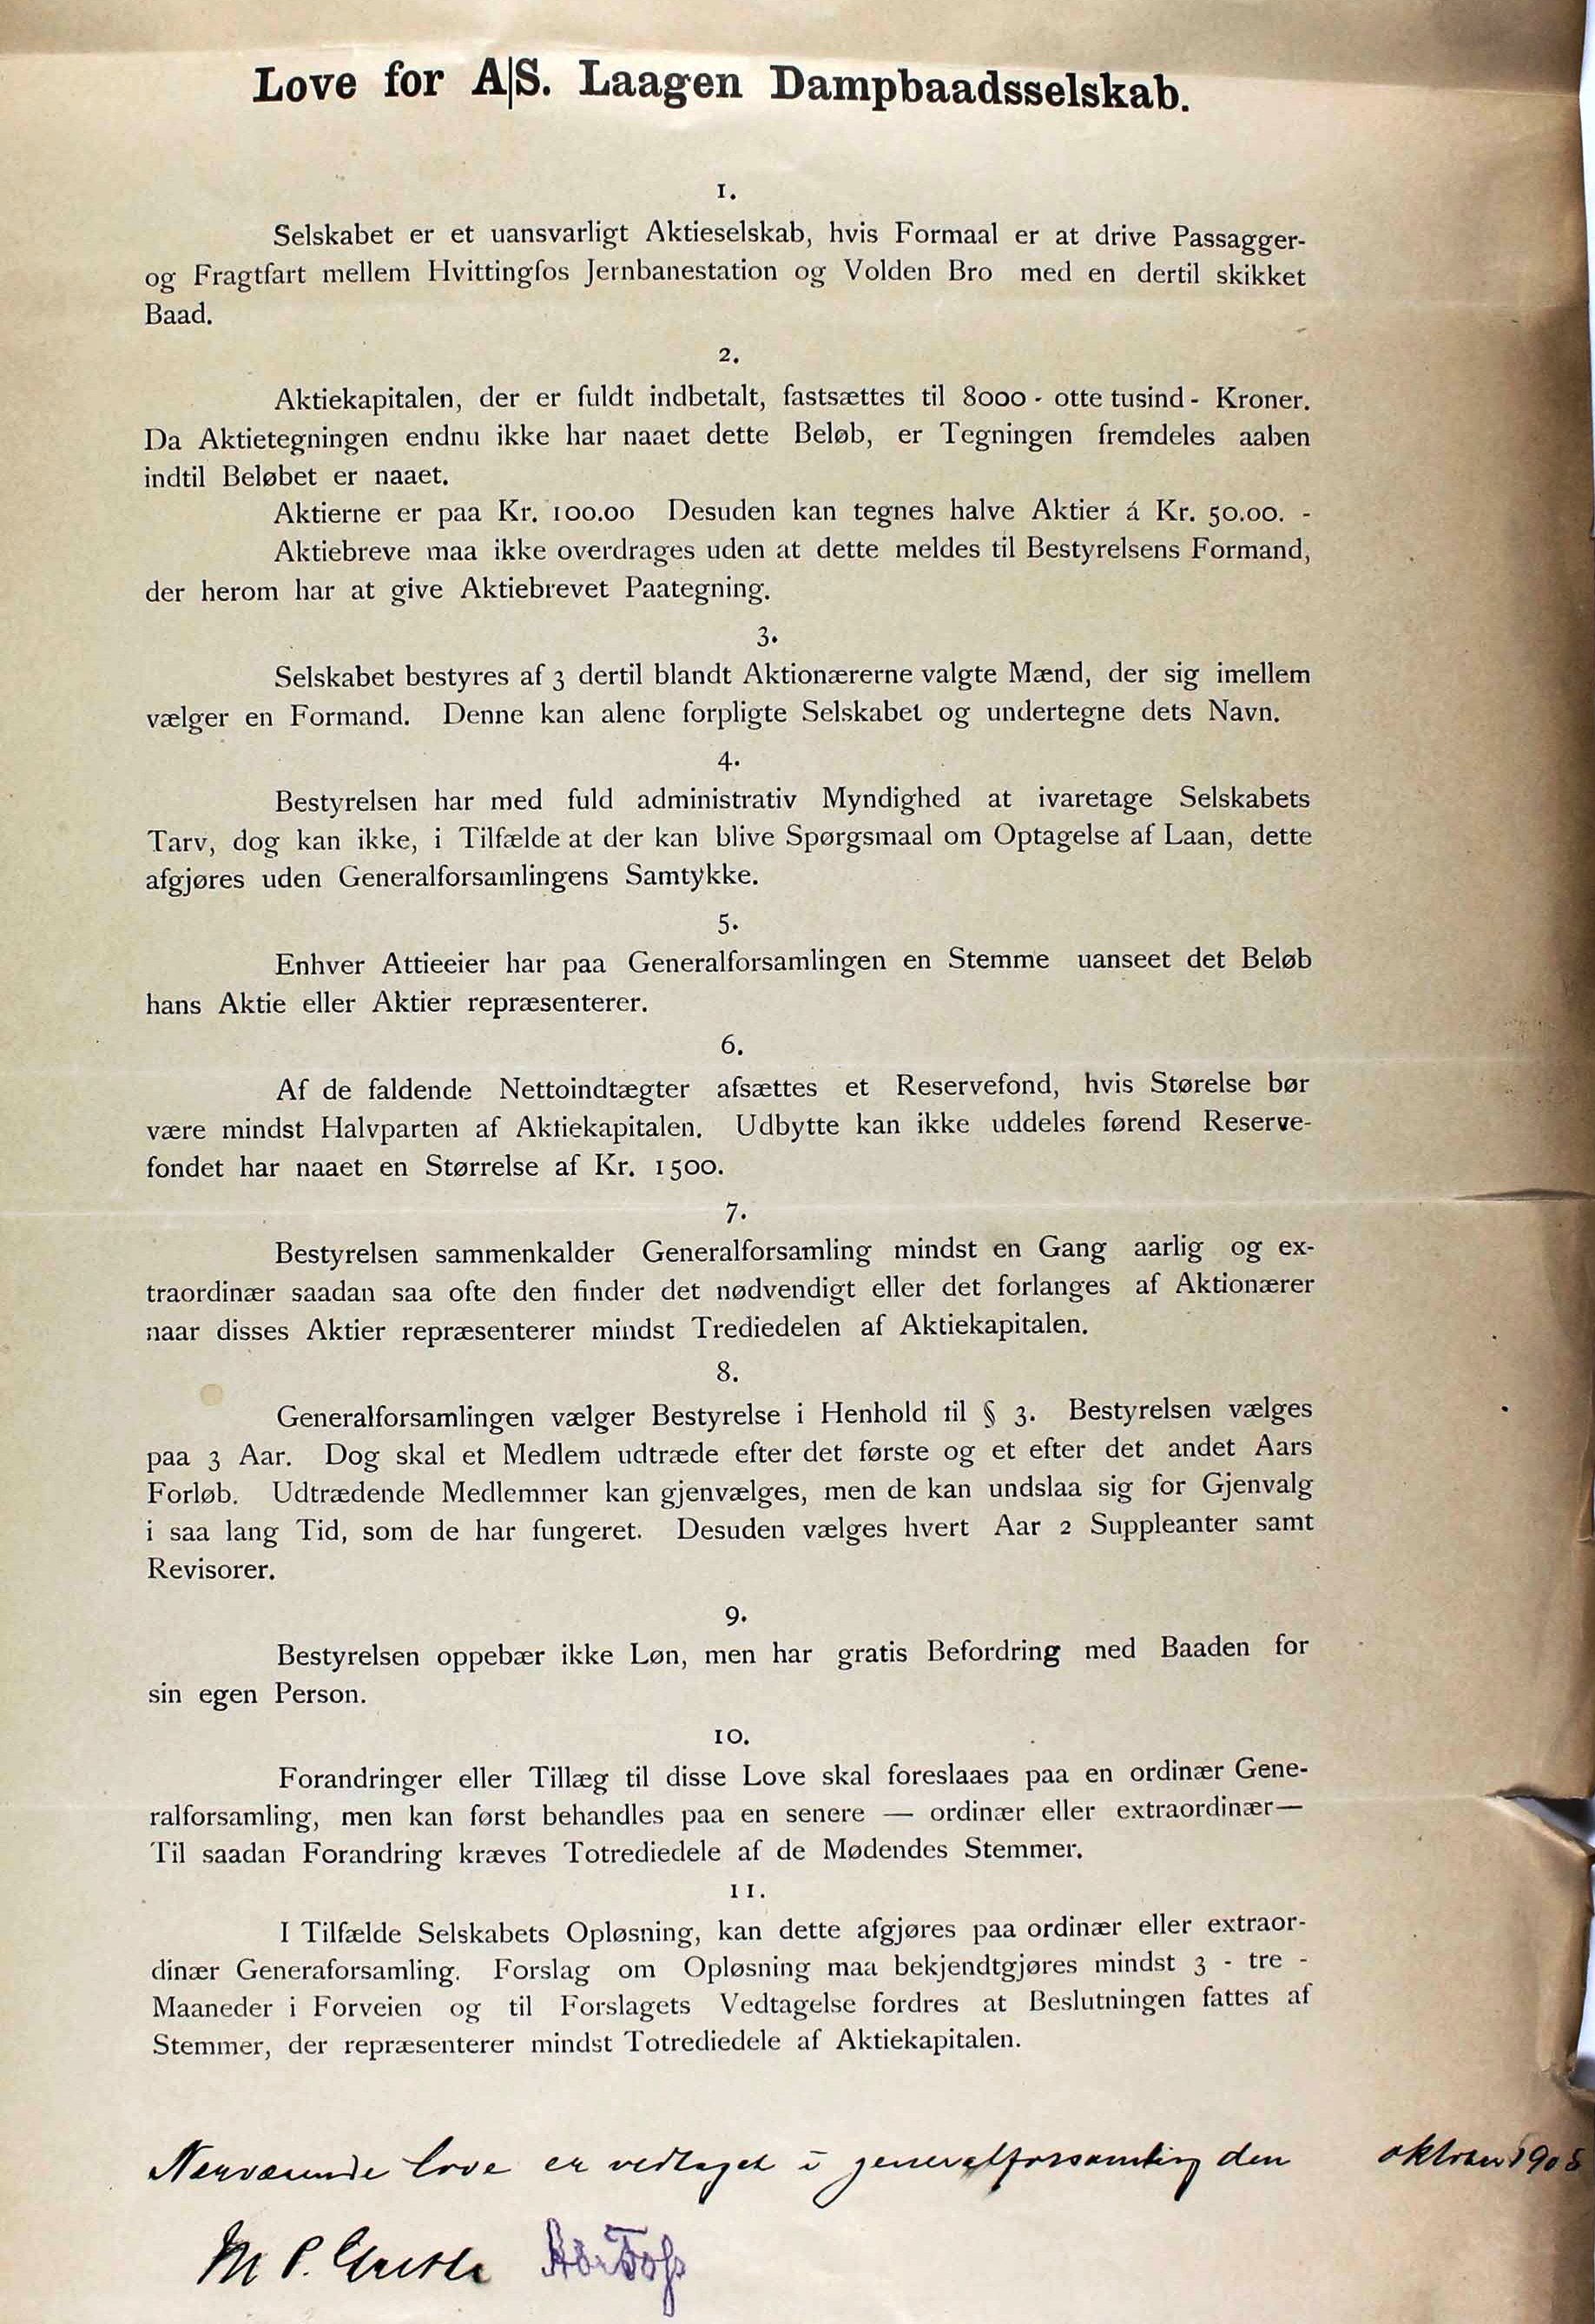 Love for A|S. Laagen Dampbaadsselskab.
1.
Selskabet er et uansvarligt Aktieselskab, hvis Formaal er at drive Passagger-
og Fragtfart mellem Hvittingfos Jernbanestation og Volden Bro med en dertil skikket
Baad.
2.
Aktiekapitalen, der er fuldt indbetalt, fastsættes til 8000 - otte tusind - Kroner.
Da Aktietegningen endnu ikke har naaet dette Beløb, er Tegningen fremdeles aaben
indtil Beløbet er naaet.
Aktierne er paa Kr. 100.00 Desuden kan tegnes halve Aktier á Kr. 50.00. -
Aktiebreve maa ikke overdrages uden at dette meldes til Bestyrelsens Formand,
der herom har at give Aktiebrevet Paategning.
3.
Selskabet bestyres af 3 dertil blandt Aktionærerne valgte Mænd, der sig imellem
vælger en Formand. Denne kan alene forpligte Selskabet og undertegne dets Navn.
4.
Bestyrelsen har med fuld administrativ Myndighed at ivaretage Selskabets
Tarv, dog kan ikke, i Tilfælde at der kan blive Spørgsmaal om Optagelse af Laan, dette
afgjøres uden Generalforsamlingens Samtykke.
5.
Enhver Attieeier har paa Generalforsamlingen en Stemme uanseet det Beløb
hans Aktie eller Aktier repræsenterer.
6.
Af de faldende Nettoindtægter afsættes et Reservefond, hvis Størelse bør
være mindst Halvparten af Aktiekapitalen. Udbytte kan ikke uddeles førend Reserve-
fondet har naaet en Størrelse af Kr. 1500.
7.
Bestyrelsen sammenkalder Generalforsamling mindst en Gang aarlig og ex-
traordinær saadan saa ofte den finder det nødvendigt eller det forlanges af Aktionærer
naar disses Aktier repræsenterer mindst Trediedelen af Aktiekapitalen.
8.
Generalforsamlingen vælger Bestyrelse i Henhold til § 3. Bestyrelsen vælges
paa 3 Aar. Dog skal et Medlem udtræde efter det første og et efter det andet Aars
Forløb. Udtrædende Medlemmer kan gjenvælges, men de kan undslaa sig for Gjenvalg
i saa lang Tid, som de har fungeret. Desuden vælges hvert Aar 2 Suppleanter samt
Revisorer.
9.
Bestyrelsen oppebær ikke Løn, men har gratis Befordring med Baaden for
sin egen Person.
10.
Forandringer eller Tillæg til disse Love skal foreslaaes paa en ordinær Gene-
ralforsamling, men kan først behandles paa en senere — ordinær eller extraordinær—
Til saadan Forandring kræves Totrediedele af de Mødendes Stemmer.
11.
I Tilfælde Selskabets Opløsning, kan dette afgjøres paa ordinær eller extraor-
dinær Generaforsamling. Forslag om Opløsning maa bekjendtgjøres mindst 3 - tre -
Maaneder i Forveien og til Forslagets Vedtagelse fordres at Beslutningen fattes af
Stemmer, der repræsenterer mindst Totrediedele af Aktiekapitalen.
Nærværende love er vedtaget i generalforsamling den oktober 1908
M P.